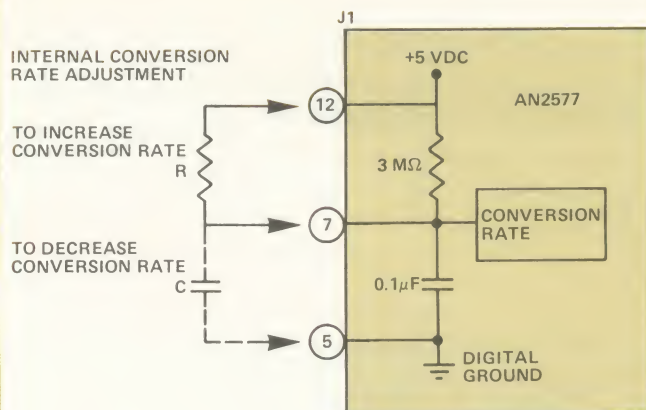 J1
INTERNAL CONVERSION
RATE ADJUSTMENT
+5 VDC
AN2577
12
TO INCREASE
CONVERSION RATE
R
3 MΩ
7
CONVERSION
RATE
TO DECREASE
CONVERSION RATE
C
0.1μF
5
DIGITAL
GROUND